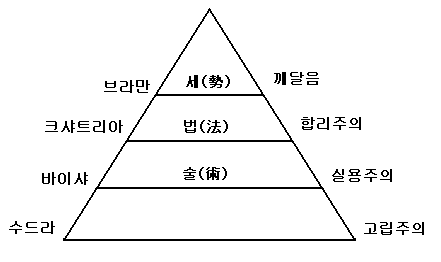 브라만 세(勢) 깨달음
크샤트리아 법(法) 합리주의
바이샤 술(術) 실용주의
수드라 고립주의